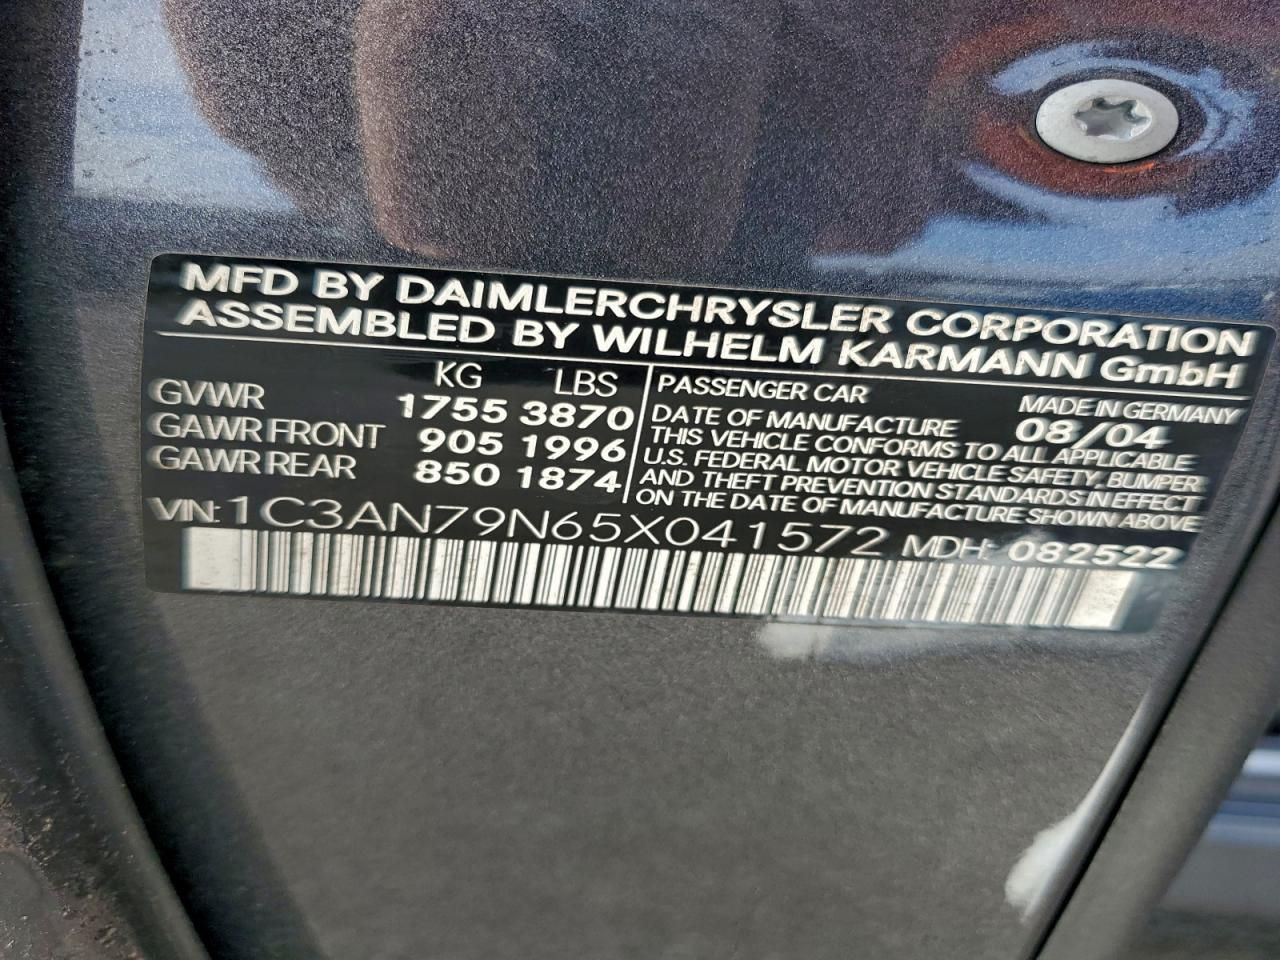 MFD BY DAIMLERCHRYSLER CORPORATION
ASSEMBLED BY WILHELM KARMANN GmbH
KG LBS
GVWR 1755 3870
GAWR FRONT 905 1996
GAWR REAR 850 1874
PASSENGER CAR MADE IN GERMANY
DATE OF MANUFACTURE 08/04
THIS VEHICLE CONFORMS TO ALL APPLICABLE
U.S. FEDERAL MOTOR VEHICLE SAFETY, BUMPER
AND THEFT PREVENTION STANDARDS IN EFFECT
ON THE DATE OF MANUFACTURE SHOWN ABOVE
VIN: 1C3AN79N65X041572 MDH: 082522